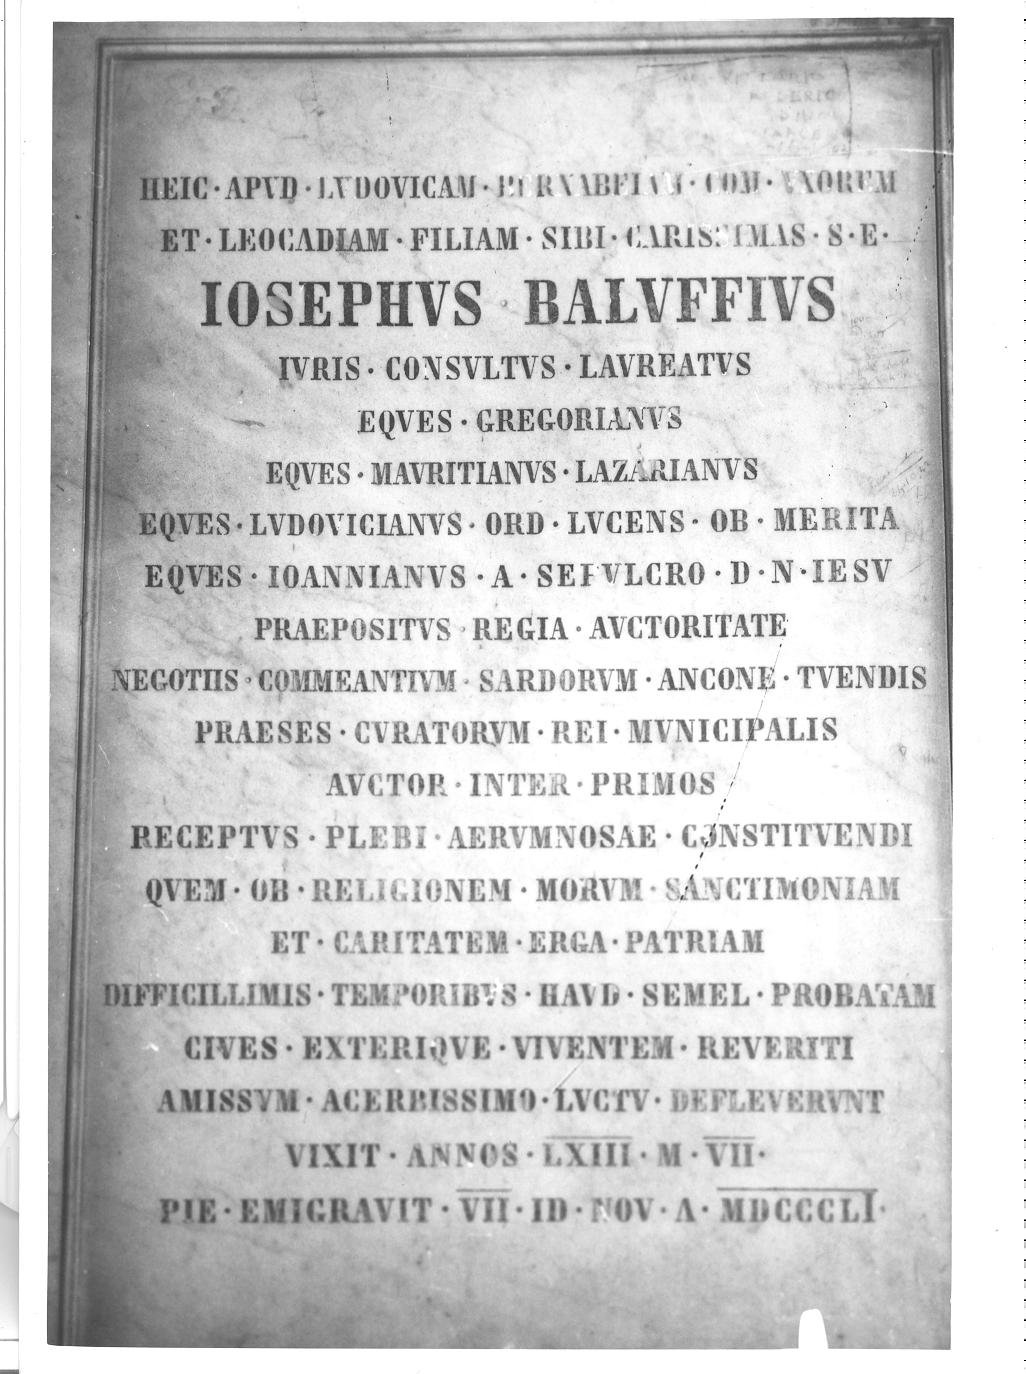 HEIC · APVD · LVDOVICAM · COM · VXOREM
ET · LEOCADIAM · FILIAM · SIBI · CARISSIMAS · S · E ·
IOSEPHVS · BALVFFIVS
IVRIS · CONSVLTVS · LAVREATVS
EQVES · GREGORIANVS
EQVES · MAVRITIANVS · LAZARIANVS
EQVES · LVDOVICIANVS · ORD · LVCENS · OB · MERITA
EQVES · IOANNIANVS · A · SEPVLCRO · D · N · IESV
PRAEPOSITVS · REGIA · AVCTORITATE
NEGOTIIS · COMMEANTIVM · SARDORVM · ANCONE · TVENDIS
PRAESES · CVRATORVM · REI · MVNICIPALIS
AVCTOR · INTER · PRIMOS
RECEPTVS · PLEBI · AERVMNOSAE · CONSTITVENDI
QVEM · OB · RELIGIONEM · MORVM · SANCTIMONIAM
ET · CARITATEM · ERGA · PATRIAM
DIFFICILLIMIS · TEMPORIBVS · HAVD · SEMEL · PROBATAM
CIVES · EXTERIQVE · VIVENTEM · REVERITI
AMISSVM · ACERBISSIMO · LVCTV · DEFLEVERVNT
VIXIT · ANNOS · LXIII · M · VII ·
PIE · EMIGRAVIT · VII · ID · NOV · A · MDCCCLI ·